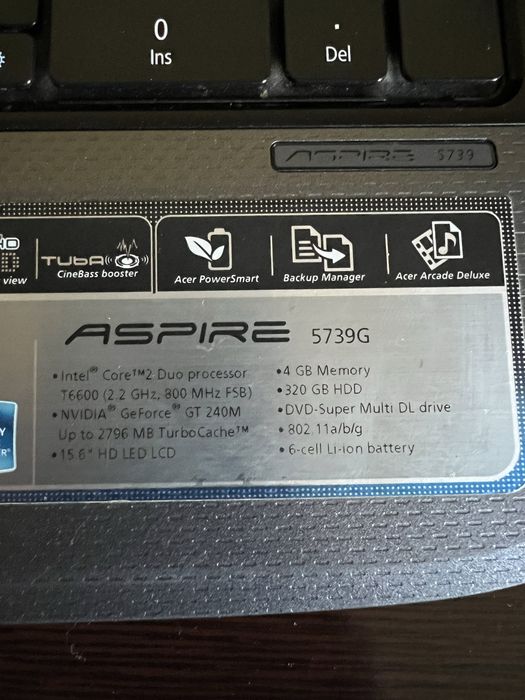 0
Ins
.
Del
ASPIRE 5739
view
TUbA
CineBass booster
Acer PowerSmart
Backup Manager
Acer Arcade Deluxe
ASPIRE 5739G
•Intel® Core™2 Duo processor
T6600 (2.2 GHz, 800 MHz FSB)
•NVIDIA® GeForce® GT 240M
Up to 2796 MB TurboCache™
•15.6" HD LED LCD
•4 GB Memory
•320 GB HDD
•DVD-Super Multi DL drive
•802.11a/b/g
•6-cell Li-ion battery